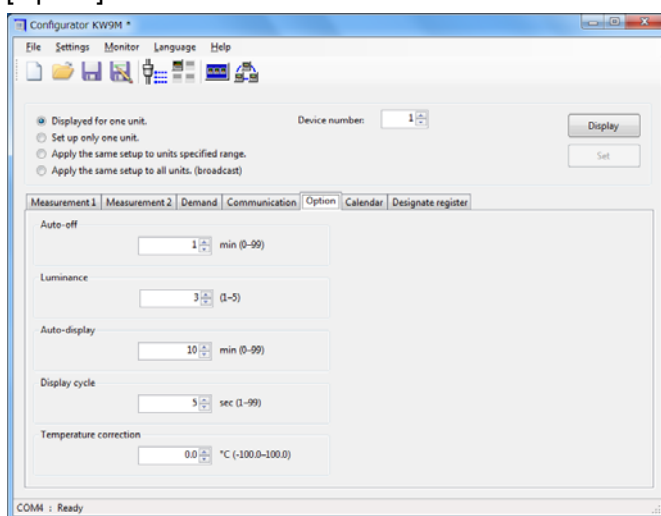 Configurator KW9M *
File Settings Monitor Language Help
Displayed for one unit. Device number: 1 Display
Set up only one unit.
Apply the same setup to units specified range. Set
Apply the same setup to all units. (broadcast)
Measurement 1 Measurement 2 Demand Communication Option Calendar Designate register
Auto-off
1 min (0-99)
Luminance
3 (1-5)
Auto-display
10 min (0-99)
Display cycle
5 sec (1-99)
Temperature correction
0.0 °C (-100.0-100.0)
COM4 : Ready